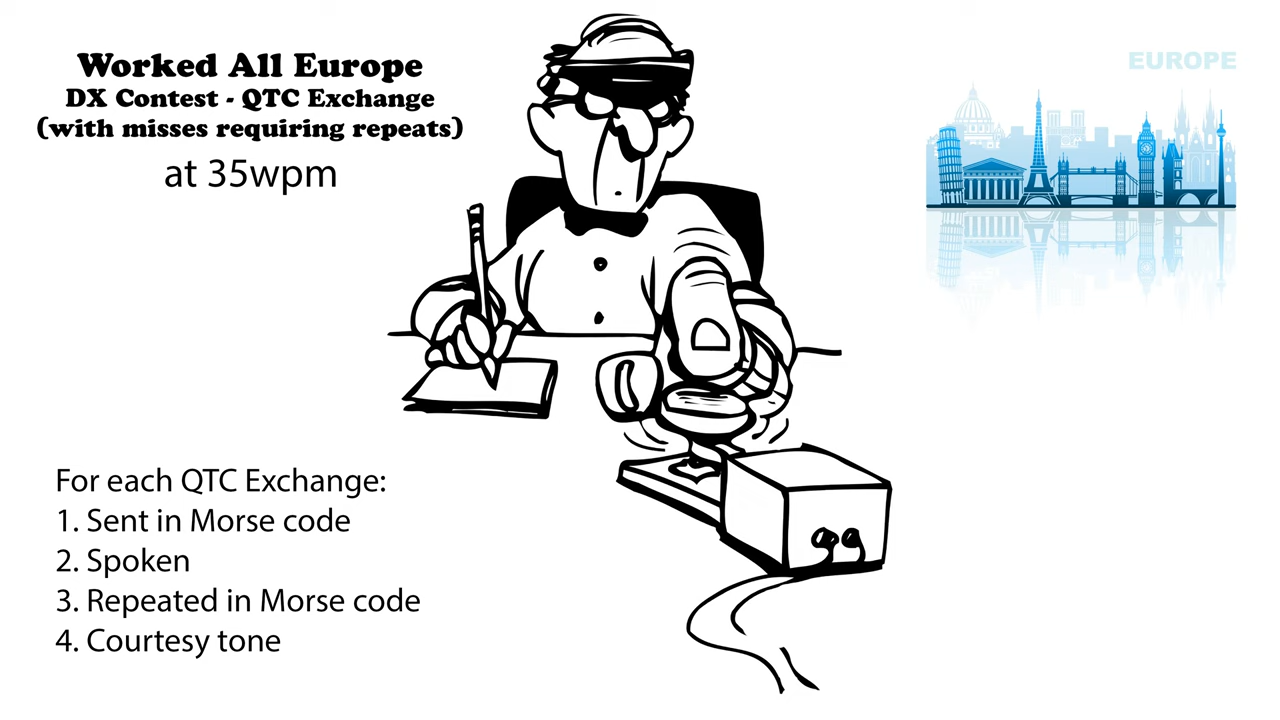 Worked All Europe
DX Contest - QTC Exchange
(with misses requiring repeats)
at 35wpm
EUROPE
For each QTC Exchange:
1. Sent in Morse code
2. Spoken
3. Repeated in Morse code
4. Courtesy tone